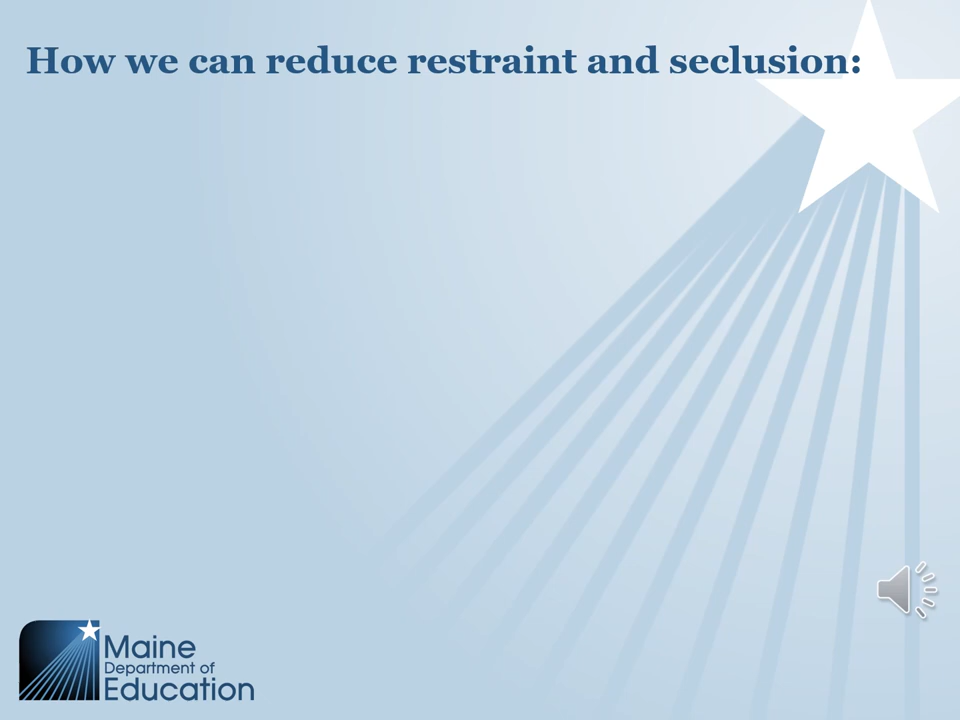 How we can reduce restraint and seclusion:
Maine
Department of
Education